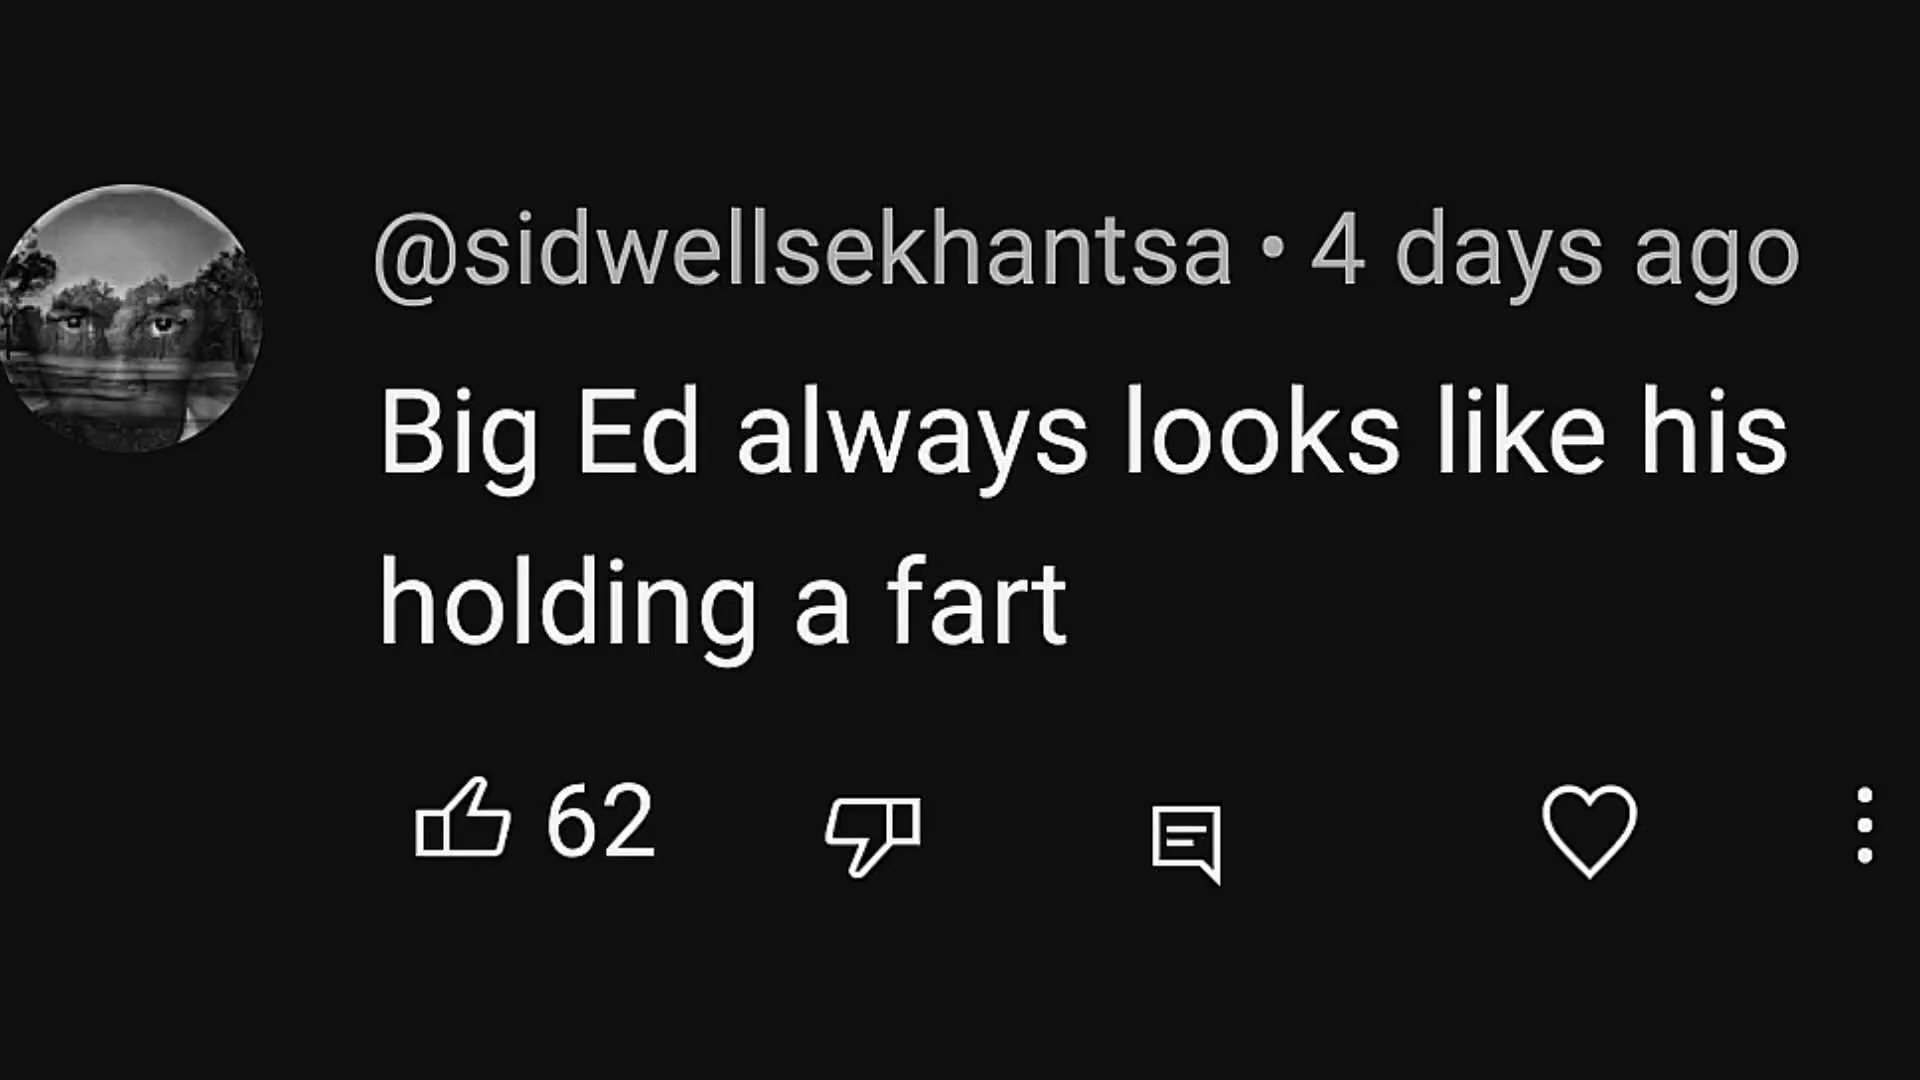 @sidwellsekhantsa • 4 days ago
Big Ed always looks like his
holding a fart
62